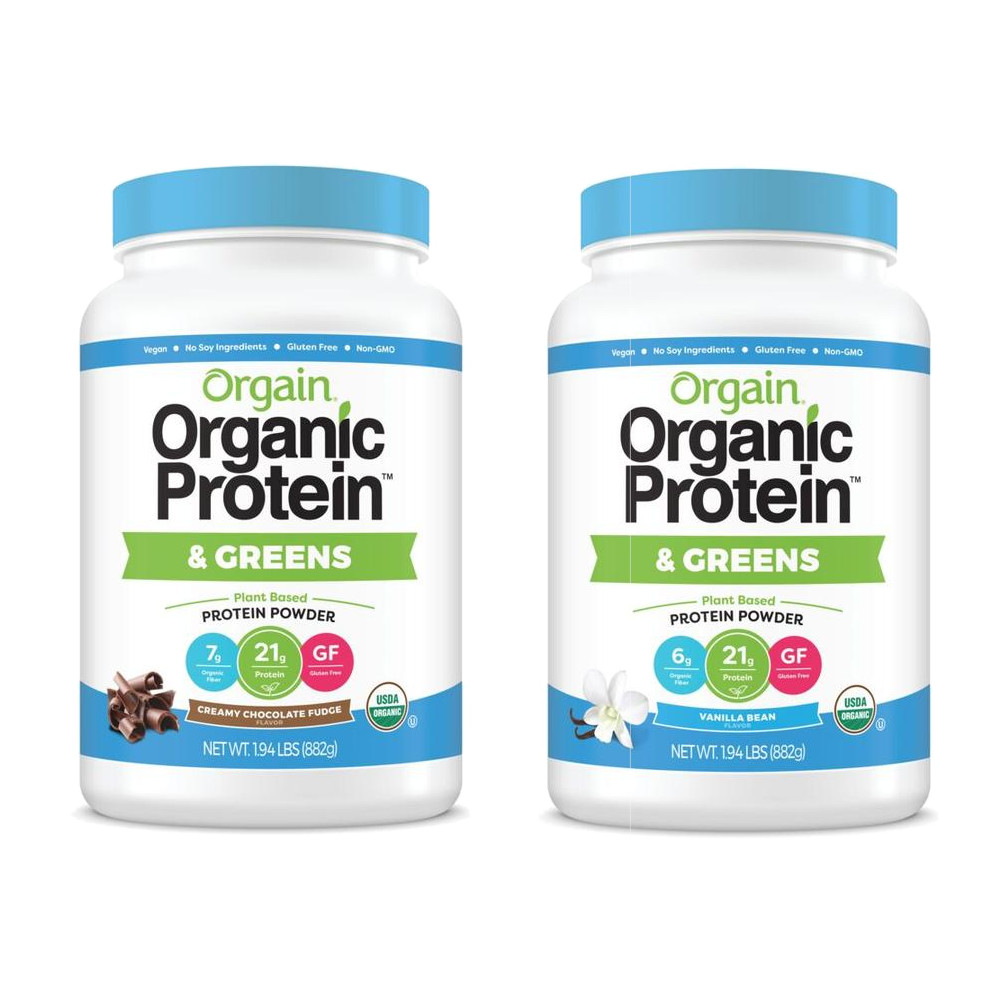 Vegan • No Soy Ingredients • Gluten Free • Non-GMO
Orgain®
Organic
Protein™
& GREENS
Plant Based
PROTEIN POWDER
7g
Organic
Fiber
21g
Protein
GF
Gluten Free
CREAMY CHOCOLATE FUDGE
FLAVOR
USDA
ORGANIC
U
NET WT. 1.94 LBS (882g)
Vegan • No Soy Ingredients • Gluten Free • Non-GMO
Orgain®
Organic
Protein™
& GREENS
Plant Based
PROTEIN POWDER
6g
Organic
Fiber
21g
Protein
GF
Gluten Free
VANILLA BEAN
FLAVOR
USDA
ORGANIC
U
NET WT. 1.94 LBS (882g)